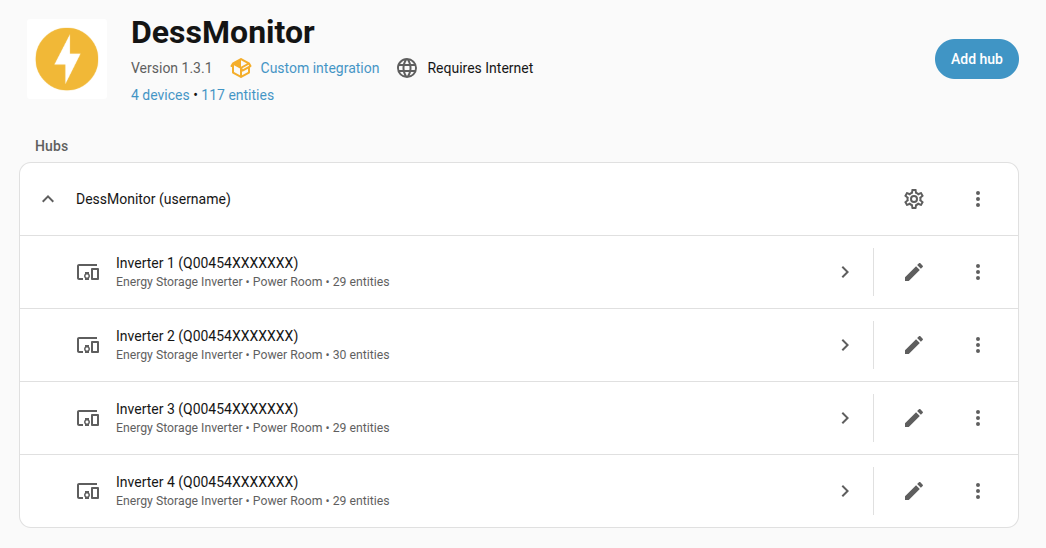 DessMonitor
Version 1.3.1 Custom integration Requires Internet
4 devices • 117 entities
Add hub
Hubs
DessMonitor (username)
Inverter 1 (Q00454XXXXXXX)
Energy Storage Inverter • Power Room • 29 entities
Inverter 2 (Q00454XXXXXXX)
Energy Storage Inverter • Power Room • 30 entities
Inverter 3 (Q00454XXXXXXX)
Energy Storage Inverter • Power Room • 29 entities
Inverter 4 (Q00454XXXXXXX)
Energy Storage Inverter • Power Room • 29 entities